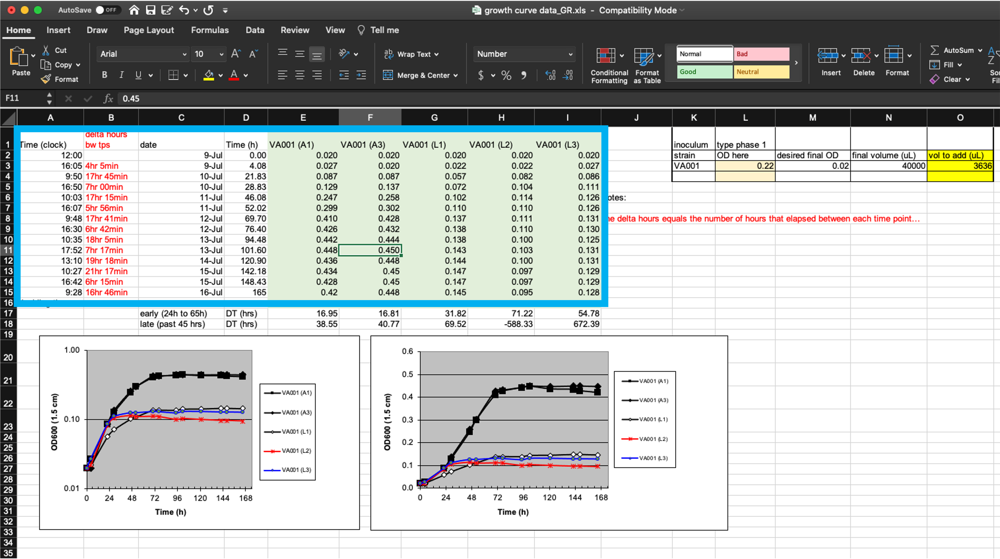 AutoSave OFF growth curve data_GR.xls - Compatibility Mode
Home Insert Draw Page Layout Formulas Data Review View Tell me
Paste Cut Copy Format
Arial 10
B I U
Wrap Text
Merge & Center
Number
$ % ,
Conditional Formatting
Format as Table
Normal Bad
Good Neutral
Insert Delete Format
AutoSum
Fill
Clear
F11 fx 0.45
A B C D E F G H I J K L M N O
delta hours
1 Time (clock) bw tps date Time (h) VA001 (A1) VA001 (A3) VA001 (L1) VA001 (L2) VA001 (L3) inoculum type phase 1
2 12:00 9-Jul 0.00 0.020 0.020 0.020 0.020 0.020 strain OD here desired final OD final volume (uL) vol to add (uL)
3 16:05 4hr 5min 9-Jul 4.08 0.027 0.020 0.022 0.022 0.027 VA001 0.22 0.02 40000 3636
4 9:50 17hr 45min 10-Jul 21.83 0.087 0.087 0.057 0.082 0.086
5 16:50 7hr 00min 10-Jul 28.83 0.129 0.137 0.072 0.104 0.111
6 10:03 17hr 15min 11-Jul 46.08 0.247 0.258 0.102 0.114 0.126 otes:
7 16:07 5hr 56min 11-Jul 52.02 0.299 0.302 0.110 0.110 0.126
8 9:48 17hr 41min 12-Jul 69.70 0.410 0.428 0.137 0.111 0.131 he delta hours equals the number of hours that elapsed between each time point...
9 16:30 6hr 42min 12-Jul 76.40 0.426 0.432 0.138 0.110 0.130
10 10:35 18hr 5min 13-Jul 94.48 0.442 0.444 0.138 0.100 0.125
11 17:52 7hr 17min 13-Jul 101.60 0.448 0.450 0.143 0.103 0.131
12 13:10 19hr 18min 14-Jul 120.90 0.436 0.448 0.144 0.100 0.131
13 10:27 21hr 17min 15-Jul 142.18 0.434 0.45 0.147 0.097 0.129
14 16:42 6hr 15min 15-Jul 148.43 0.428 0.45 0.147 0.097 0.129
15 9:28 16hr 46min 16-Jul 165 0.42 0.448 0.145 0.095 0.128
16
17 early (24h to 65h) DT (hrs) 16.95 16.81 31.82 71.22 54.78
18 late (past 45 hrs) DT (hrs) 38.55 40.77 69.52 -588.33 672.39
19
20
21
22
23
24
25
26
27
28
29
30
31
32
33
34
35
1.00
0.10
0.01
OD600 (1.5 cm)
0 24 48 72 96 120 144 168
Time (h)
VA001 (A1)
VA001 (A3)
VA001 (L1)
VA001 (L2)
VA001 (L3)
0.6
0.5
0.4
0.3
0.2
0.1
0.0
OD600 (1.5 cm)
0 24 48 72 96 120 144 168
Time (h)
VA001 (A1)
VA001 (A3)
VA001 (L1)
VA001 (L2)
VA001 (L3)